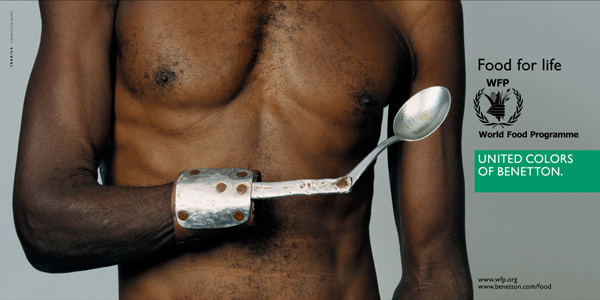 Food for life
WFP
World Food Programme
UNITED COLORS
OF BENETTON.
www.wfp.org
www.benetton.com/food